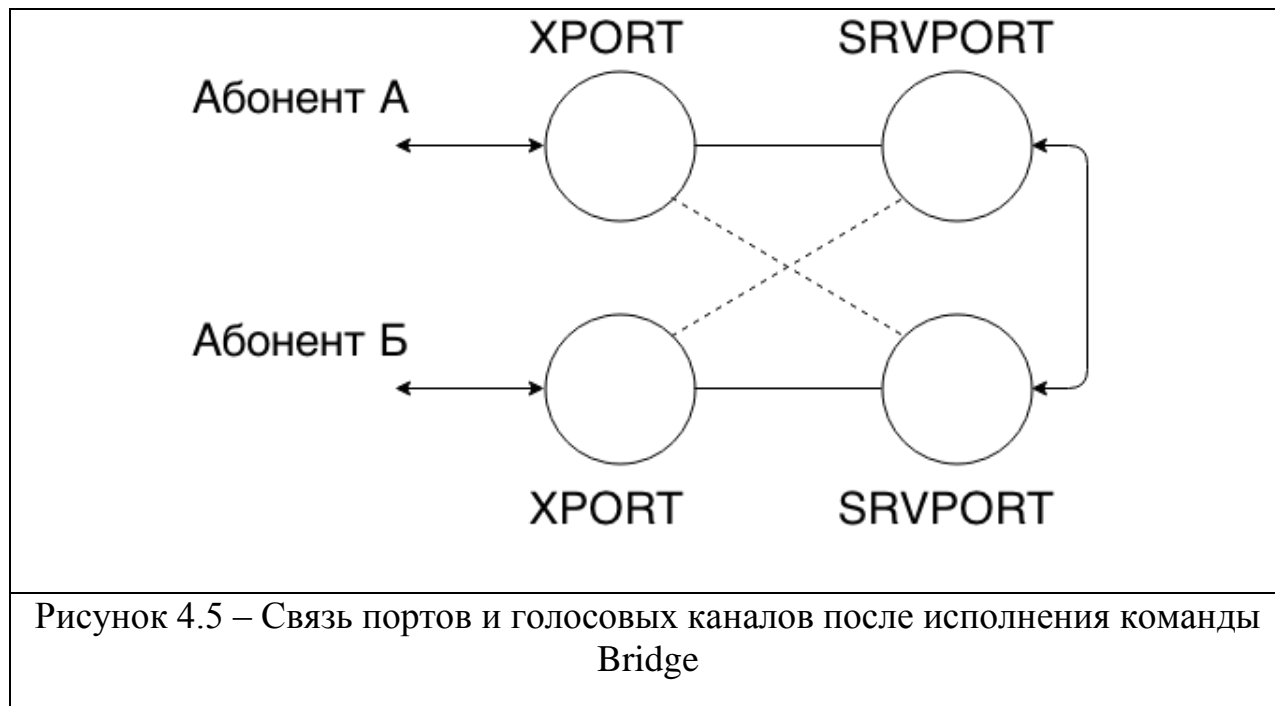 XPORT SRVPORT
Абонент А
Абонент Б
XPORT SRVPORT
Рисунок 4.5 – Связь портов и голосовых каналов после исполнения команды
Bridge